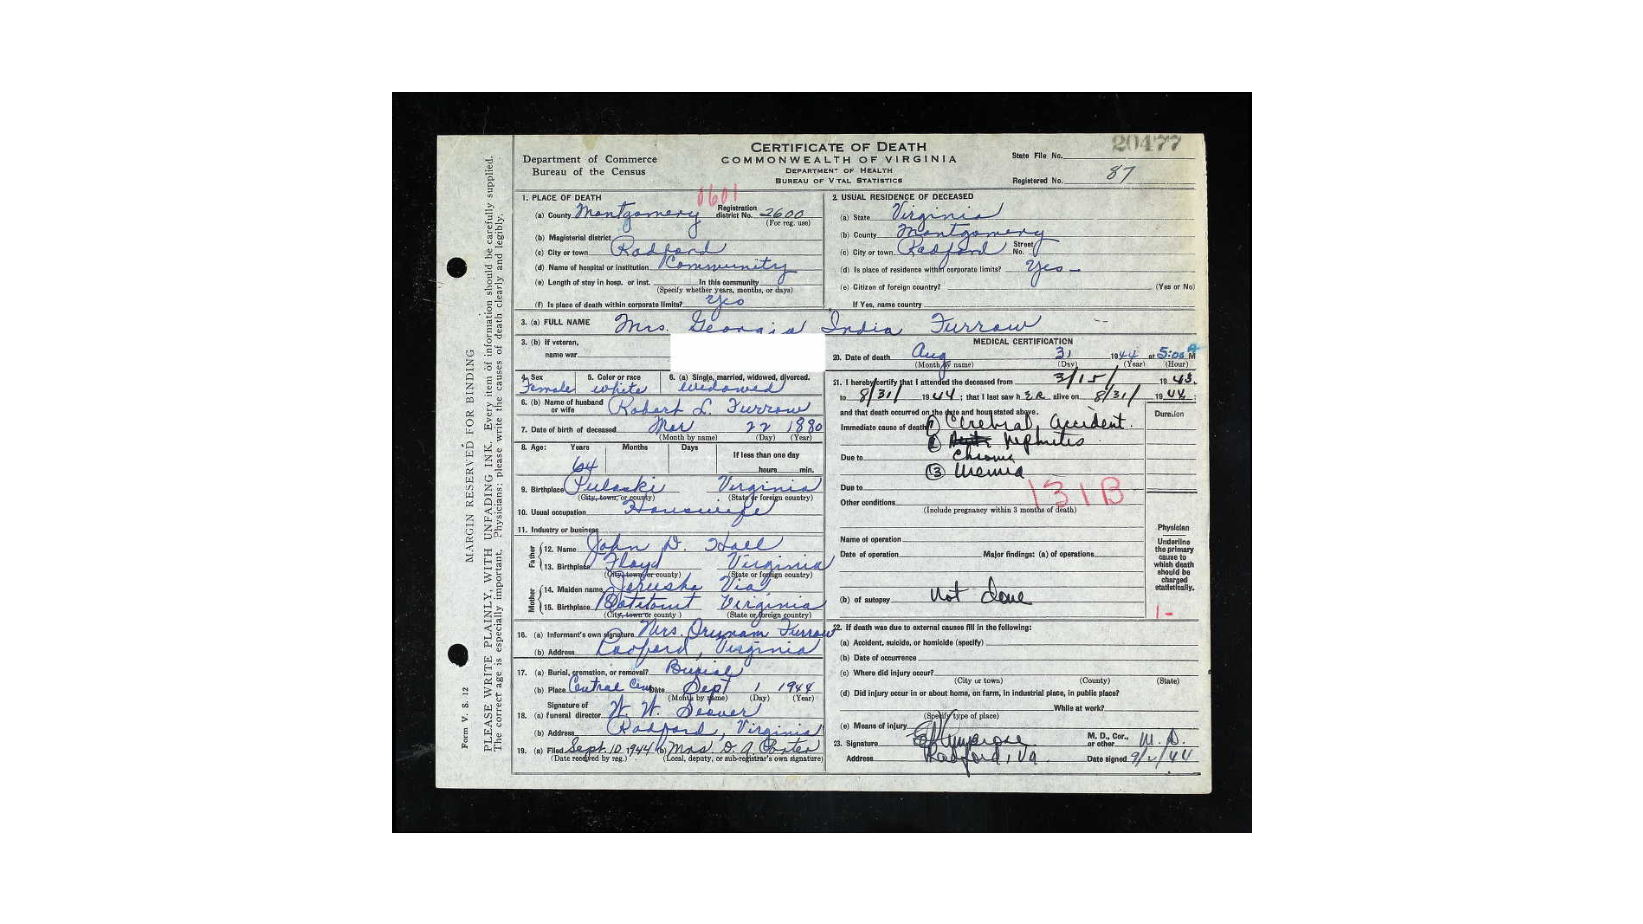 20477
CERTIFICATE OF DEATH
COMMONWEALTH OF VIRGINIA
DEPARTMENT OF HEALTH
BUREAU OF VITAL STATISTICS
Department of Commerce
Bureau of the Census
State File No.
Registered No. 87
1. PLACE OF DEATH
0601
(a) County Montgomery Registration district No. 2600
(For reg. use)
(b) Magisterial district
(c) City or town Radford
(d) Name of hospital or institution Community
(e) Length of stay in hosp. or inst. In this community
(Specify whether years, months, or days)
(f) Is place of death within corporate limits? Yes
2. USUAL RESIDENCE OF DECEASED
(a) State Virginia
(b) County Montgomery
(c) City or town Radford Street No.
(d) Is place of residence within corporate limits? Yes
(e) Citizen of foreign country? (Yes or No)
If Yes, name country
3. (a) FULL NAME Mrs. Georgia India Furrow
3. (b) If veteran,
name war
4. Sex Female 5. Color or race white 6. (a) Single, married, widowed, divorced. Widowed
6. (b) Name of husband or wife Robert L. Furrow
7. Date of birth of deceased Mar 22 1880
(Month by name) (Day) (Year)
8. Age: Years Months Days If less than one day
64 hours min.
9. Birthplace Pulaski Virginia
(City, town, or county) (State or foreign country)
10. Usual occupation Housewife
11. Industry or business
Father
12. Name John D. Hall
13. Birthplace Floyd Virginia
(City, town or county) (State or foreign country)
Mother
14. Maiden name Jerusha Via
15. Birthplace Botetourt Virginia
(City, town or county) (State or foreign country)
16. (a) Informant's own signature Mrs. Furrow
(b) Address Radford, Virginia
17. (a) Burial, cremation, or removal? Burial
(b) Place Central Cem Date Sept 1 1944
(Month by name) (Day) (Year)
Signature of
18. (a) funeral director W. W. Seaver
(b) Address Radford, Virginia
19. (a) Filed Sept. 10 1944 (b) Mrs D. A. Porter
(Date received by reg.) (Local, deputy, or sub-registrar's own signature)
MEDICAL CERTIFICATION
20. Date of death Aug 31 1944 at 5:05 A M
(Month by name) (Day) (Year) (Hour)
21. I hereby certify that I attended the deceased from 3/15/ 1943.
to 8/31/ 1944; that I last saw h ER alive on 8/31/ 1944.
and that death occurred on the date and hour stated above. Duration
Immediate cause of death (1) Cerebral Accident.
(2) Nephritis
Due to Chronic
(3) Uremia
Due to
131B
Other conditions
(Include pregnancy within 3 months of death)
Name of operation
Date of operation Major findings: (a) of operations
(b) of autopsy Not done
Physician
Underline
the primary
cause to
which death
should be
charged
statistically.
1-
22. If death was due to external causes fill in the following:
(a) Accident, suicide, or homicide (specify)
(b) Date of occurrence
(c) Where did injury occur?
(City or town) (County) (State)
(d) Did injury occur in or about home, on farm, in industrial place, in public place?
While at work?
(Specify type of place)
(e) Means of injury
23. Signature M. D., Cor., or other M. D.
Address Radford, Va Date signed 9/2/44
MARGIN RESERVED FOR BINDING
PLEASE WRITE PLAINLY, WITH UNFADING INK. Every item of information should be carefully supplied.
The correct age is especially important. Physicians: please write the causes of death clearly and legibly.
Form V. S. 12